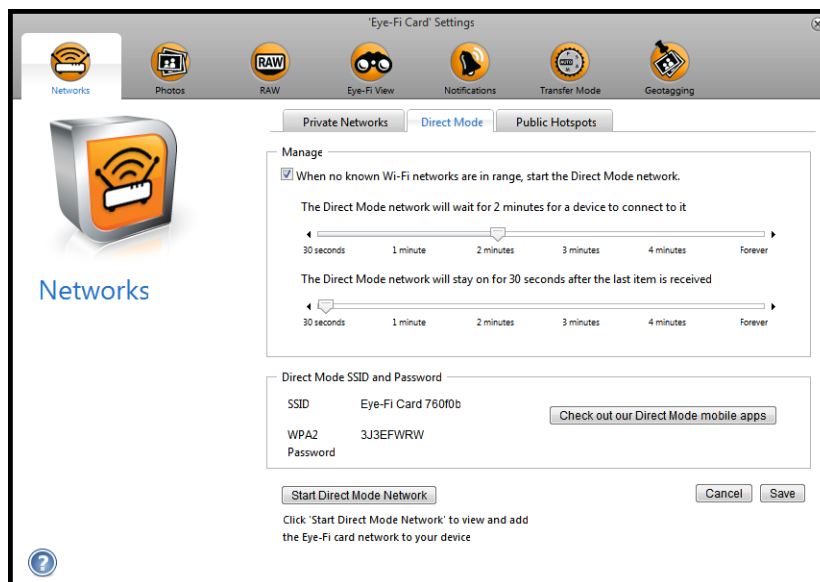 'Eye-Fi Card' Settings
Networks
Photos
RAW
RAW
Eye-Fi View
Notifications
P
AUTO
M
Transfer Mode
Geotagging
Private Networks
Direct Mode
Public Hotspots
Manage
When no known Wi-Fi networks are in range, start the Direct Mode network.
The Direct Mode network will wait for 2 minutes for a device to connect to it
30 seconds 1 minute 2 minutes 3 minutes 4 minutes Forever
Networks
The Direct Mode network will stay on for 30 seconds after the last item is received
30 seconds 1 minute 2 minutes 3 minutes 4 minutes Forever
Direct Mode SSID and Password
SSID Eye-Fi Card 760f0b
Check out our Direct Mode mobile apps
WPA2 3J3EFWRW
Password
Start Direct Mode Network
Cancel
Save
Click 'Start Direct Mode Network' to view and add
the Eye-Fi card network to your device
?